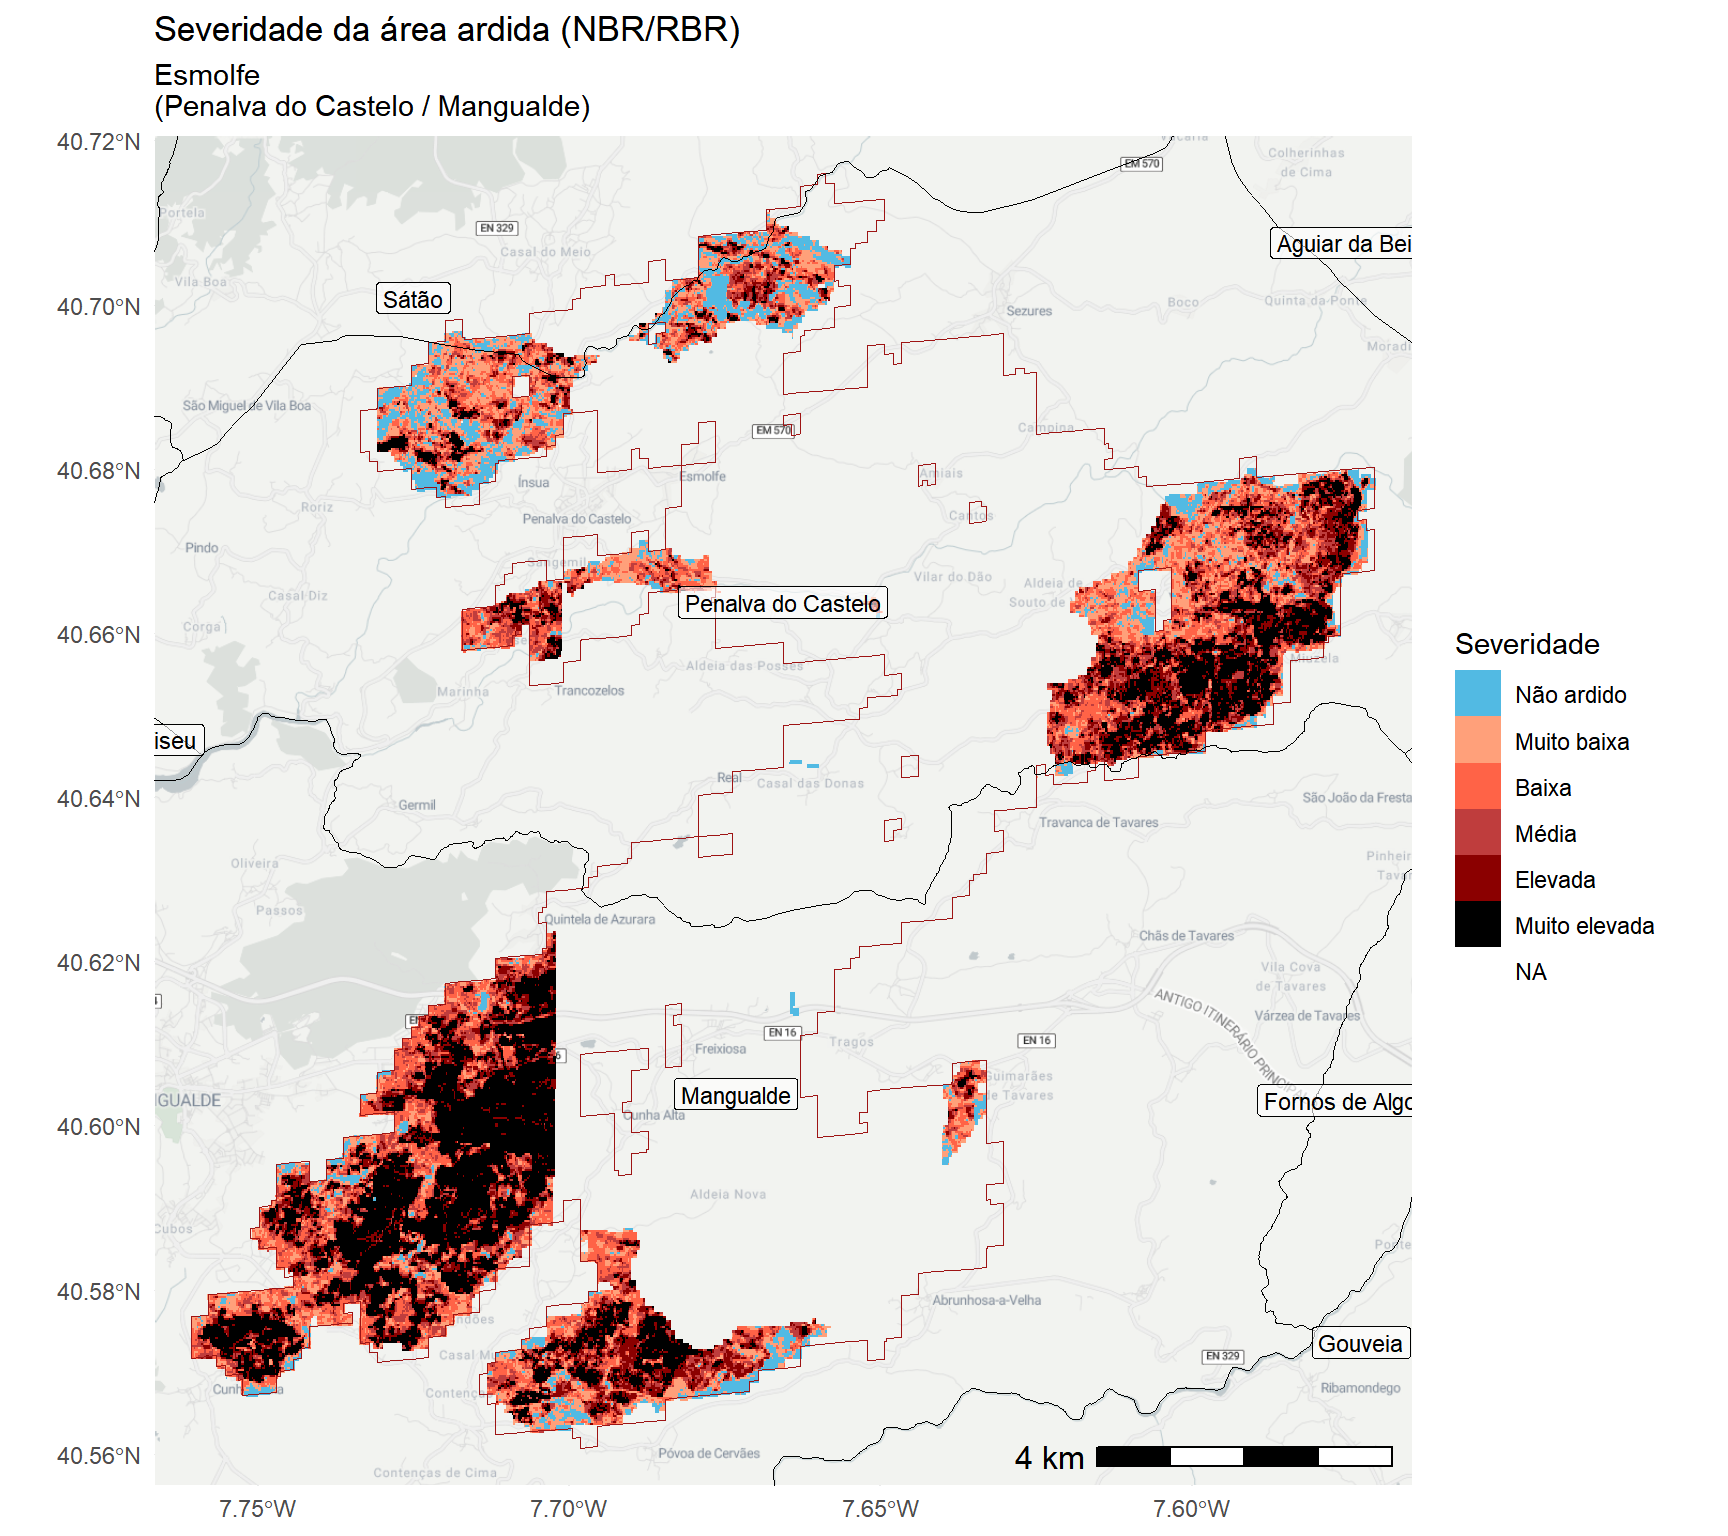 Severidade da área ardida (NBR/RBR)
Esmolfe
(Penalva do Castelo / Mangualde)
40.72°N
40.70°N
40.68°N
40.66°N
40.64°N
40.62°N
40.60°N
40.58°N
40.56°N
7.75°W
7.70°W
7.65°W
7.60°W
EM 570
Colherinhas
de Cima
Portela
EN 329
Casal do Meio
Aguiar da Bei
Vila Boa
Sátão
Sezures
Boco
Quinta da Ponte
Moradi
São Miguel de Vila Boa
EM 570
Campina
Esmolfe
Amiais
Ínsua
Roriz
Penalva do Castelo
Cantos
Pindo
Sangemil
Vilar do Dão
Aldeia de
Souto de
Casal Diz
Penalva do Castelo
Corga
Aldeia das Posses
Miuzela
Marinha
Trancozelos
iseu
Real
Casal das Donas
Germil
São João da Fresta
Travanca de Tavares
Oliveira
Pinheir
Tava
Passos
Quintela de Azurara
Chãs de Tavares
Vila Cova
de Tavares
ANTIGO ITINERÁRIO PRINCIPA
Várzea de Tavares
EN 16
EN 16
Freixiosa
Tragos
Guimarães
de Tavares
Mangualde
IGUALDE
Cunha Alta
Fornos de Algo
Aldeia Nova
Cubos
Ponte
Abrunhosa-a-Velha
Gouveia
EN 329
Ribamondego
Póvoa de Cervães
Contenças de Cima
4 km
Severidade
Não ardido
Muito baixa
Baixa
Média
Elevada
Muito elevada
NA